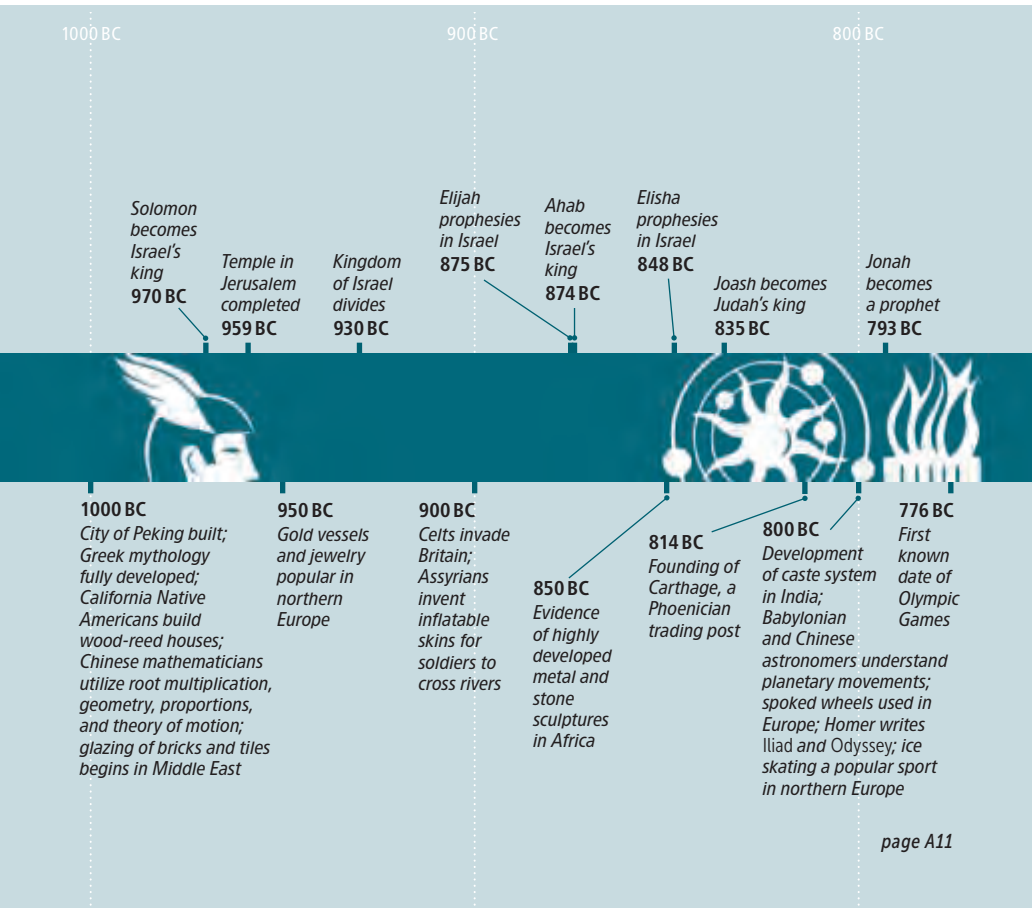 1000 BC
900 BC
800 BC
Solomon
becomes
Israel's
king
970 BC
Temple in
Jerusalem
completed
959 BC
Kingdom
of Israel
divides
930 BC
Elijah
prophesies
in Israel
875 BC
Ahab
becomes
Israel's
king
874 BC
Elisha
prophesies
in Israel
848 BC
Joash becomes
Judah's king
835 BC
Jonah
becomes
a prophet
793 BC
1000 BC
City of Peking built;
Greek mythology
fully developed;
California Native
Americans build
wood-reed houses;
Chinese mathematicians
utilize root multiplication,
geometry, proportions,
and theory of motion;
glazing of bricks and tiles
begins in Middle East
950 BC
Gold vessels
and jewelry
popular in
northern
Europe
900 BC
Celts invade
Britain;
Assyrians
invent
inflatable
skins for
soldiers to
cross rivers
850 BC
Evidence
of highly
developed
metal and
stone
sculptures
in Africa
814 BC
Founding of
Carthage, a
Phoenician
trading post
800 BC
Development
of caste system
in India;
Babylonian
and Chinese
astronomers understand
planetary movements;
spoked wheels used in
Europe; Homer writes
Iliad and Odyssey; ice
skating a popular sport
in northern Europe
776 BC
First
known
date of
Olympic
Games
page A11